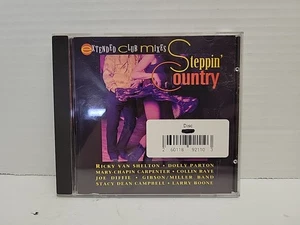 EXTENDED CLUB MIXES
Steppin'
Country
RICKY VAN SHELTON • DOLLY PARTON
MARY-CHAPIN CARPENTER • COLLIN RAYE
JOE DIFFIE • GIBSON/MILLER BAND
STACY DEAN CAMPBELL • LARRY BOONE